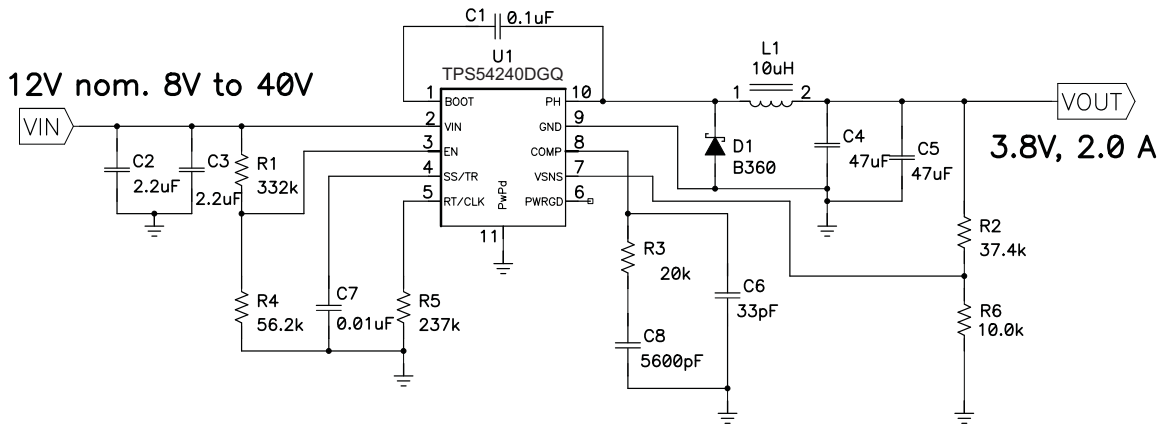 C1 0.1uF
U1
TPS54240DGQ
12V nom. 8V to 40V
VIN
1 BOOT PH 10
2 VIN GND 9
3 EN COMP 8
4 SS/TR VSNS 7
5 RT/CLK PWRGD 6
PwPd
11
L1
10uH
1 2
VOUT
3.8V, 2.0 A
C2
2.2uF
C3
2.2uF
R1
332k
D1
B360
C4
47uF
C5
47uF
R2
37.4k
R3
20k
C6
33pF
R4
56.2k
C7
0.01uF
R5
237k
C8
5600pF
R6
10.0k